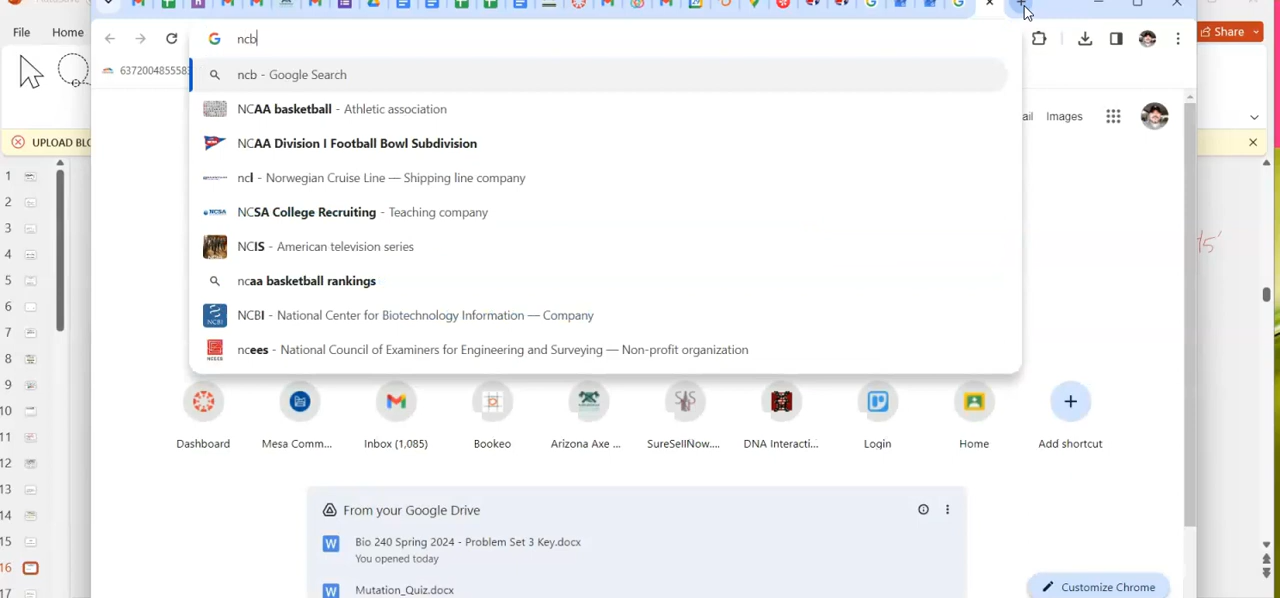 File Home
Share
ncb
6372004855583
UPLOAD BLO
ncb - Google Search
NCAA basketball - Athletic association
NCAA Division I Football Bowl Subdivision
ncl - Norwegian Cruise Line — Shipping line company
NCSA College Recruiting - Teaching company
NCIS - American television series
ncaa basketball rankings
NCBI - National Center for Biotechnology Information — Company
ncees - National Council of Examiners for Engineering and Surveying — Non-profit organization
ail Images
1
2
3
4
5
6
7
8
9
10
11
12
13
14
15
16
17
Dashboard
Mesa Comm...
Inbox (1,085)
Bookeo
Arizona Axe ...
SureSellNow....
DNA Interacti...
Login
Home
Add shortcut
From your Google Drive
Bio 240 Spring 2024 - Problem Set 3 Key.docx
You opened today
Mutation_Quiz.docx
Customize Chrome